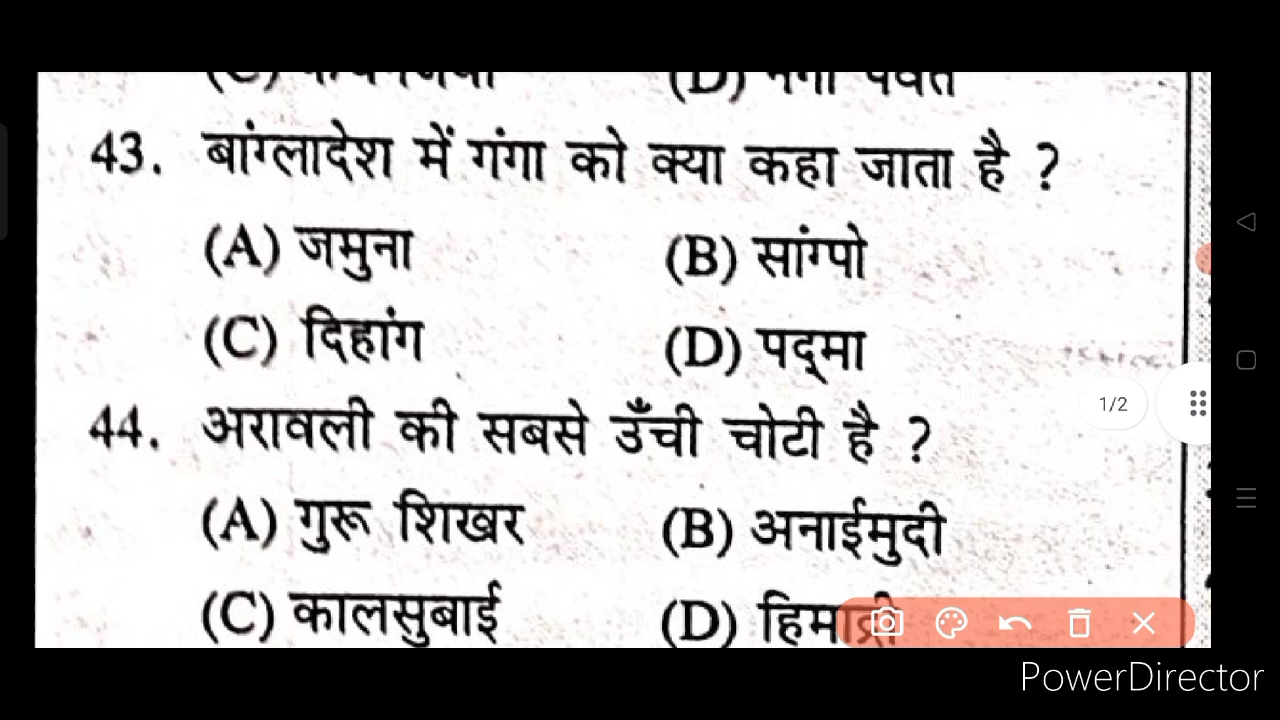 43. बांग्लादेश में गंगा को क्या कहा जाता है ?
(A) जमुना (B) सांग्पो
(C) दिहांग (D) पद्मा
1/2
44. अरावली की सबसे उँची चोटी है ?
(A) गुरू शिखर (B) अनाईमुदी
(C) कालसुबाई (D) हिमाद्री
PowerDirector